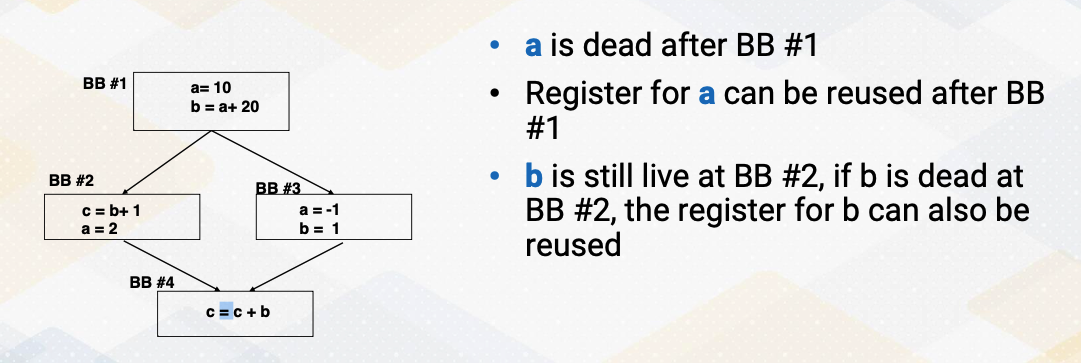 BB #1
a= 10
b = a+ 20
BB #2
c = b+ 1
a = 2
BB #3
a = -1
b =  1
BB #4
c = c + b
• a is dead after BB #1
• Register for a can be reused after BB
#1
• b is still live at BB #2, if b is dead at
BB #2, the register for b can also be
reused